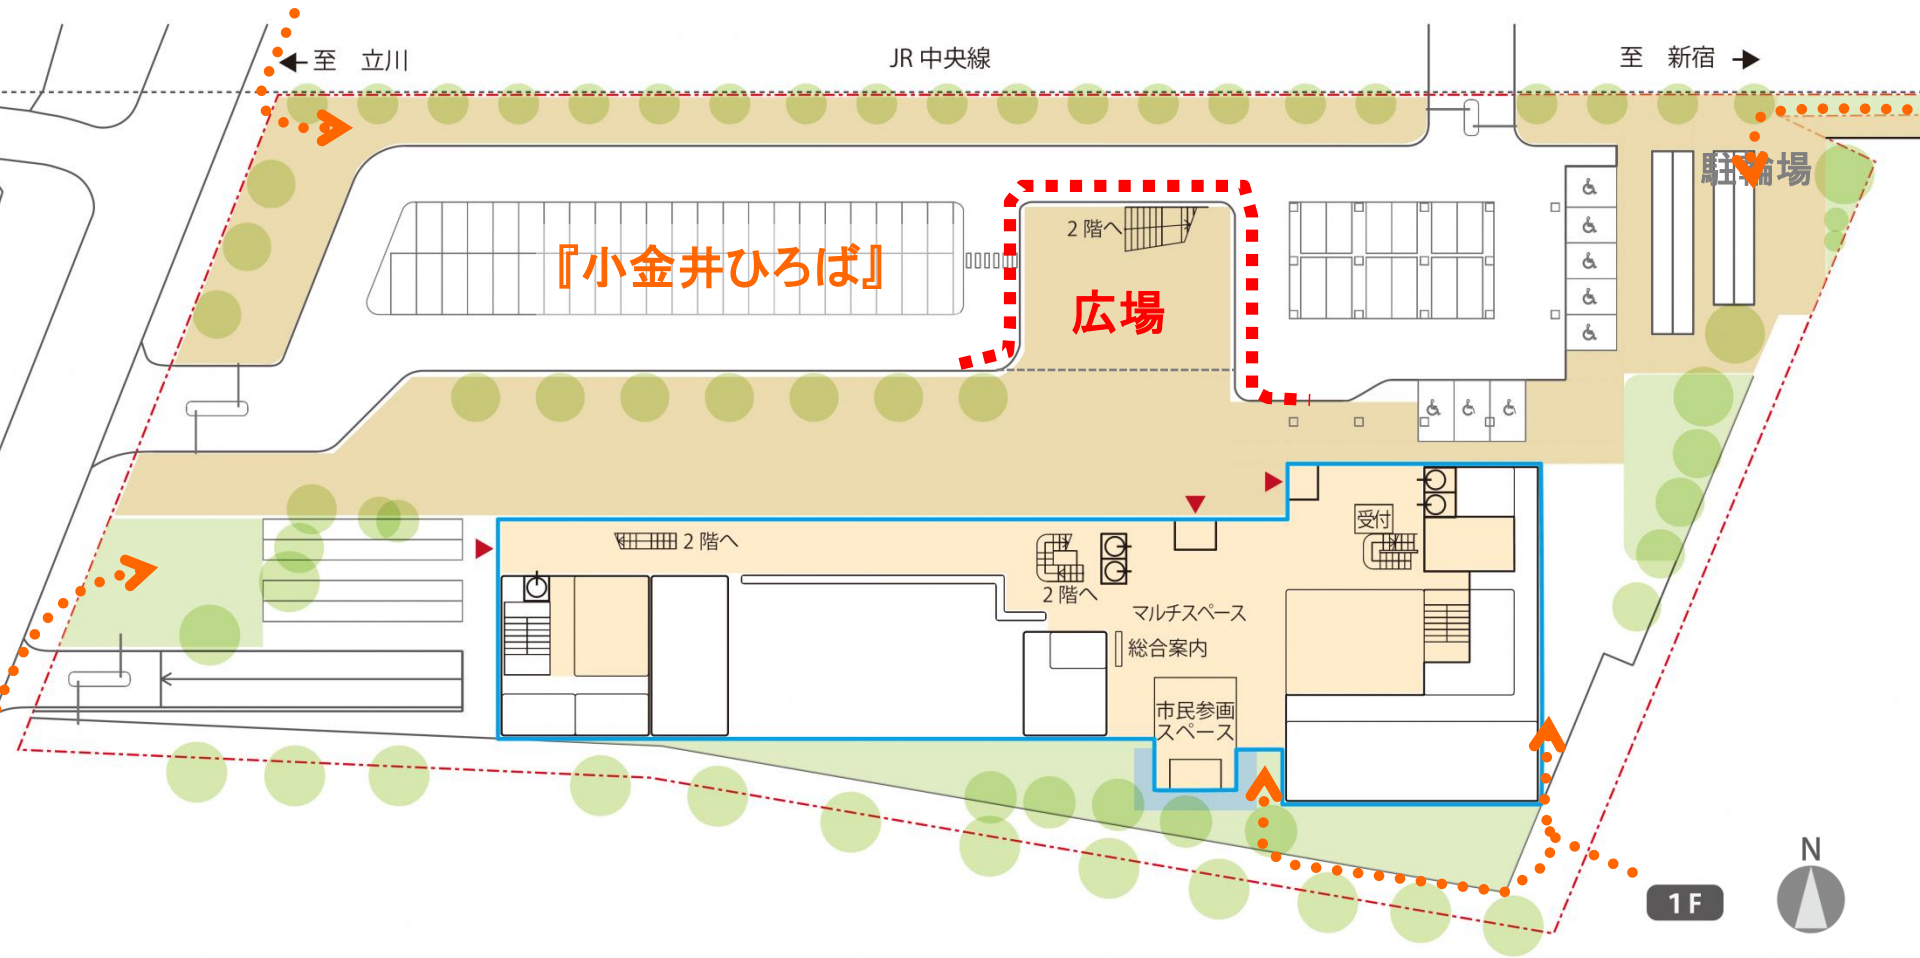 至 立川
JR 中央線
至 新宿
駐輪場
2 階へ
『小金井ひろば』
広場
受付
2 階へ
2 階へ
マルチスペース
総合案内
市民参画
スペース
N
1F